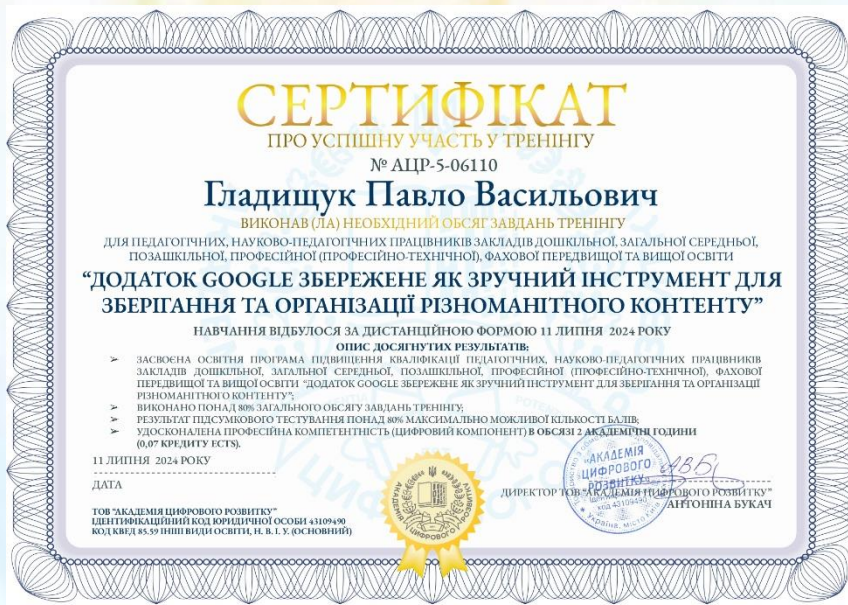 СЕРТИФІКАТ
ПРО УСПІШНУ УЧАСТЬ У ТРЕНІНГУ
№ АЦР-5-06110
Гладищук Павло Васильович
ВИКОНАВ (ЛА) НЕОБХІДНИЙ ОБСЯГ ЗАВДАНЬ ТРЕНІНГУ
ДЛЯ ПЕДАГОГІЧНИХ, НАУКОВО-ПЕДАГОГІЧНИХ ПРАЦІВНИКІВ ЗАКЛАДІВ ДОШКІЛЬНОЇ, ЗАГАЛЬНОЇ СЕРЕДНЬОЇ,
ПОЗАШКІЛЬНОЇ, ПРОФЕСІЙНОЇ (ПРОФЕСІЙНО-ТЕХНІЧНОЇ), ФАХОВОЇ ПЕРЕДВИЩОЇ ТА ВИЩОЇ ОСВІТИ
“ДОДАТОК GOOGLE ЗБЕРЕЖЕНЕ ЯК ЗРУЧНИЙ ІНСТРУМЕНТ ДЛЯ
ЗБЕРІГАННЯ ТА ОРГАНІЗАЦІЇ РІЗНОМАНІТНОГО КОНТЕНТУ”
НАВЧАННЯ ВІДБУЛОСЯ ЗА ДИСТАНЦІЙНОЮ ФОРМОЮ 11 ЛИПНЯ 2024 РОКУ
ОПИС ДОСЯГНУТИХ РЕЗУЛЬТАТІВ:
➢ ЗАСВОЄНА ОСВІТНЯ ПРОГРАМА ПІДВИЩЕННЯ КВАЛІФІКАЦІЇ ПЕДАГОГІЧНИХ, НАУКОВО-ПЕДАГОГІЧНИХ ПРАЦІВНИКІВ
ЗАКЛАДІВ ДОШКІЛЬНОЇ, ЗАГАЛЬНОЇ СЕРЕДНЬОЇ, ПОЗАШКІЛЬНОЇ, ПРОФЕСІЙНОЇ (ПРОФЕСІЙНО-ТЕХНІЧНОЇ), ФАХОВОЇ
ПЕРЕДВИЩОЇ ТА ВИЩОЇ ОСВІТИ “ДОДАТОК GOOGLE ЗБЕРЕЖЕНЕ ЯК ЗРУЧНИЙ ІНСТРУМЕНТ ДЛЯ ЗБЕРІГАННЯ ТА ОРГАНІЗАЦІЇ
РІЗНОМАНІТНОГО КОНТЕНТУ”;
➢ ВИКОНАНО ПОНАД 80% ЗАГАЛЬНОГО ОБСЯГУ ЗАВДАНЬ ТРЕНІНГУ;
➢ РЕЗУЛЬТАТ ПІДСУМКОВОГО ТЕСТУВАННЯ ПОНАД 80% МАКСИМАЛЬНО МОЖЛИВОЇ КІЛЬКОСТІ БАЛІВ;
➢ УДОСКОНАЛЕНА ПРОФЕСІЙНА КОМПЕТЕНТНІСТЬ (ЦИФРОВИЙ КОМПОНЕНТ) В ОБСЯЗІ 2 АКАДЕМІЧНІ ГОДИНИ
(0,07 КРЕДИТУ ECTS).
11 ЛИПНЯ 2024 РОКУ
ДАТА
ТОВ “АКАДЕМІЯ ЦИФРОВОГО РОЗВИТКУ”
ІДЕНТИФІКАЦІЙНИЙ КОД ЮРИДИЧНОЇ ОСОБИ 43109490
КОД КВЕД 85.59 ІНШІ ВИДИ ОСВІТИ, Н. В. І. У. (ОСНОВНИЙ)
АКАДЕМІЯ ЦИФРОВОГО РОЗВИТКУ
“АКАДЕМІЯ
ЦИФРОВОГО
РОЗВИТКУ”
код 43109490
Україна, місто Київ
ДИРЕКТОР ТОВ “АКАДЕМІЯ ЦИФРОВОГО РОЗВИТКУ”
АНТОНІНА БУКАЧ